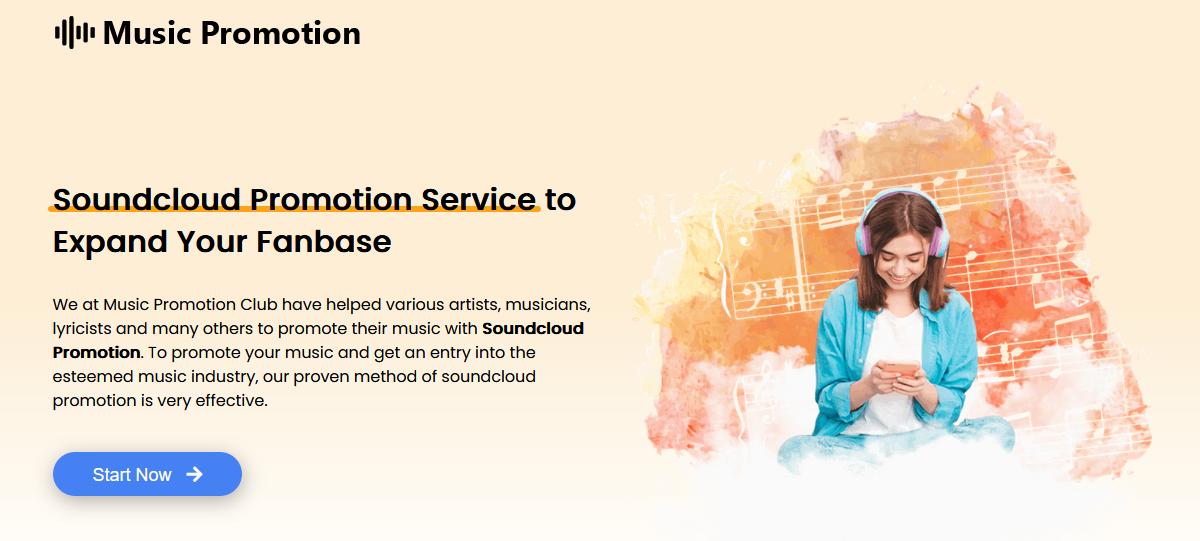 Music Promotion
Soundcloud Promotion Service to
Expand Your Fanbase
We at Music Promotion Club have helped various artists, musicians,
lyricists and many others to promote their music with Soundcloud
Promotion. To promote your music and get an entry into the
esteemed music industry, our proven method of soundcloud
promotion is very effective.
Start Now